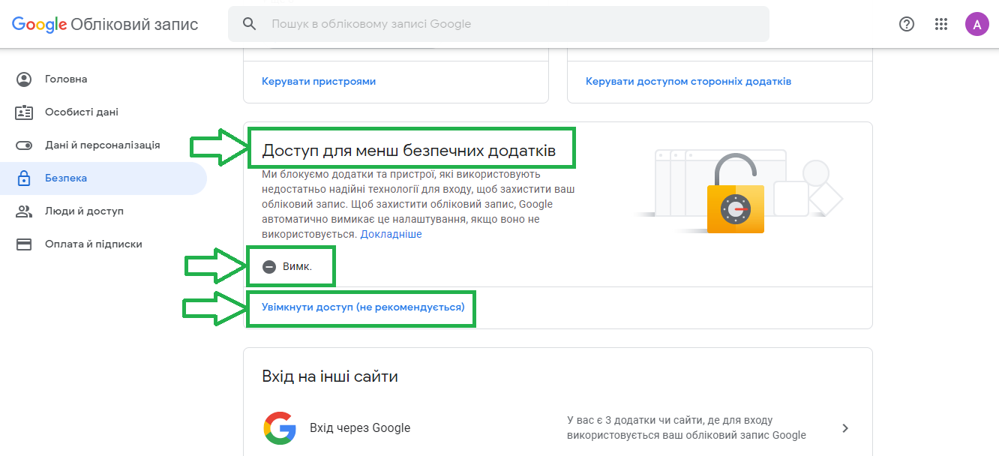 Google Обліковий запис
Пошук в обліковому записі Google
A
Головна
Особисті дані
Дані й персоналізація
Безпека
Люди й доступ
Оплата й підписки
Керувати пристроями
Керувати доступом сторонніх додатків
Доступ для менш безпечних додатків
Ми блокуємо додатки та пристрої, які використовують
недостатньо надійні технології для входу, щоб захистити ваш
обліковий запис. Щоб захистити обліковий запис, Google
автоматично вимикає це налаштування, якщо воно не
використовується. Докладніше
Вимк.
Увімкнути доступ (не рекомендується)
Вхід на інші сайти
Вхід через Google
У вас є 3 додатки чи сайти, де для входу
використовується ваш обліковий запис Google